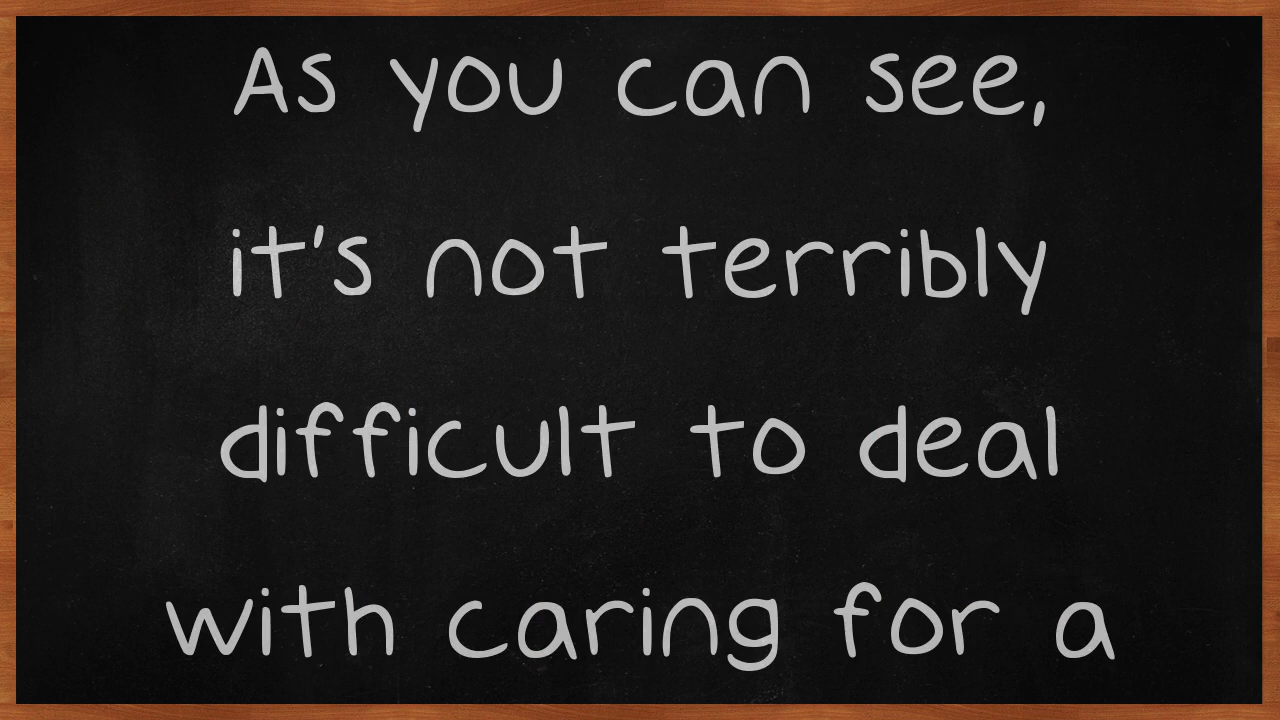 As you can see,
it's not terribly
difficult to deal
with caring for a